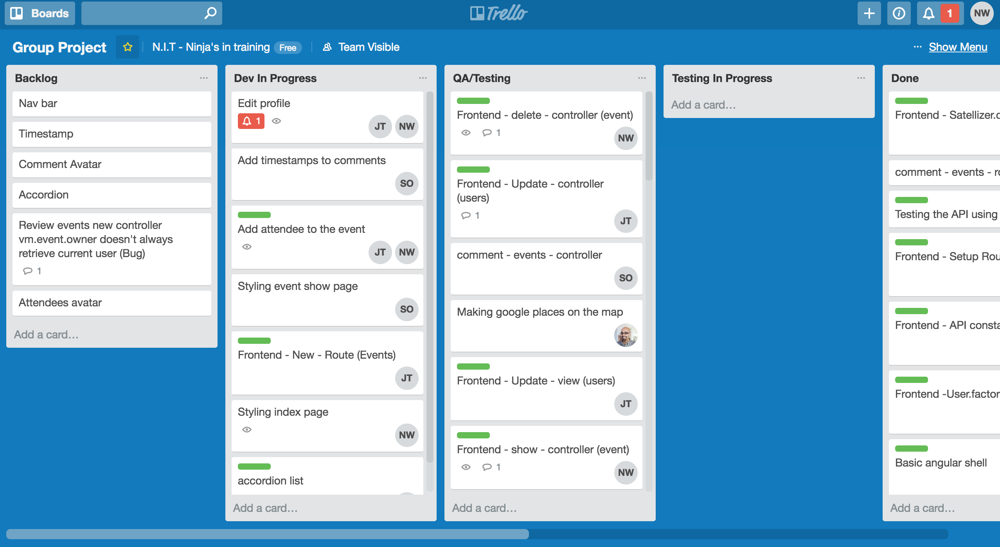 Boards
Trello
1
NW
Group Project
N.I.T - Ninja's in training Free
Team Visible
Show Menu
Backlog
Nav bar
Timestamp
Comment Avatar
Accordion
Review events new controller
vm.event.owner doesn't always
retrieve current user (Bug)
1
Attendees avatar
Add a card...
Dev In Progress
Edit profile
1
JT NW
Add timestamps to comments
SO
Add attendee to the event
JT NW
Styling event show page
SO
Frontend - New - Route (Events)
JT
Styling index page
NW
accordion list
Add a card...
QA/Testing
Frontend - delete - controller (event)
1
NW
Frontend - Update - controller
(users)
1
JT
comment - events - controller
SO
Making google places on the map
Frontend - Update - view (users)
JT
Frontend - show - controller (event)
1
NW
Add a card...
Testing In Progress
Add a card...
Done
Frontend - Satellizer.
comment - events -
Testing the API using
Frontend - Setup
Frontend - API
Frontend -User.
Basic angular shell
Add a card...